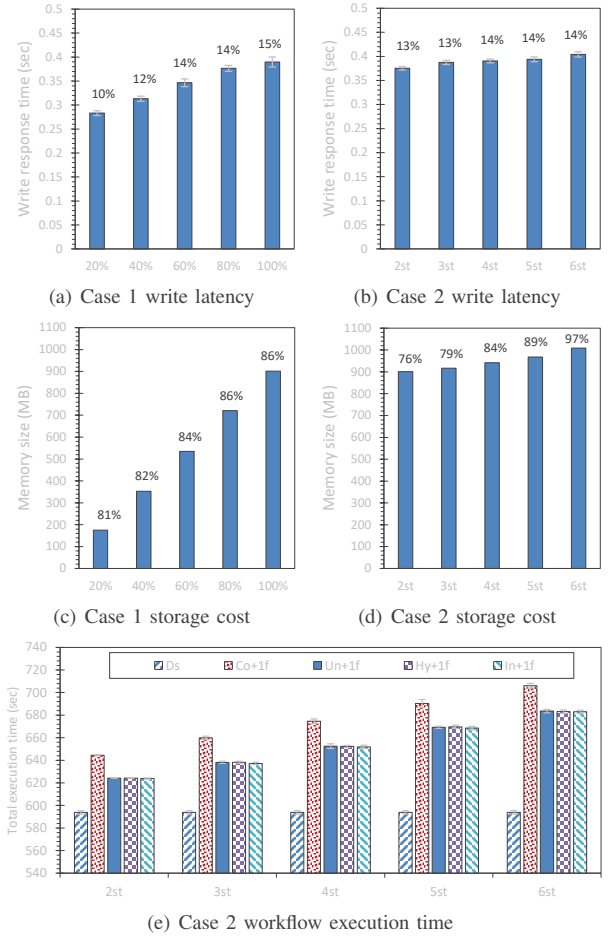 Write response time (sec)
0.5
0.45
0.4
0.35
0.3
0.25
0.2
0.15
0.1
0.05
0
10%
12%
14%
14%
15%
20%
40%
60%
80%
100%
(a) Case 1 write latency
Write response time (sec)
0.5
0.45
0.4
0.35
0.3
0.25
0.2
0.15
0.1
0.05
0
13%
13%
14%
14%
14%
2st
3st
4st
5st
6st
(b) Case 2 write latency
Memory size (MB)
1100
1000
900
800
700
600
500
400
300
200
100
0
81%
82%
84%
86%
86%
20%
40%
60%
80%
100%
(c) Case 1 storage cost
Memory size (MB)
1100
1000
900
800
700
600
500
400
300
200
100
0
76%
79%
84%
89%
97%
2st
3st
4st
5st
6st
(d) Case 2 storage cost
Total execution time (sec)
740
720
700
680
660
640
620
600
580
560
540
Ds
Co+1f
Un+1f
Hy+1f
In+1f
2st
3st
4st
5st
6st
(e) Case 2 workflow execution time